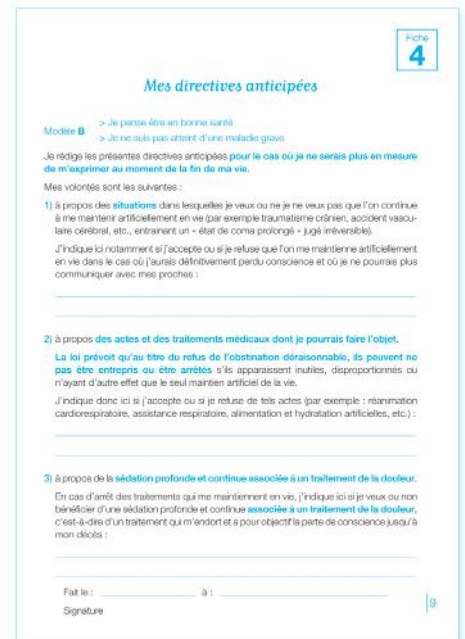 Fiche
4
Mes directives anticipées
Modèle B
> Je pense être en bonne santé
> Je ne suis pas atteint d'une maladie grave
Je rédige les présentes directives anticipées pour le cas où je ne serais plus en mesure
de m'exprimer au moment de la fin de ma vie.
Mes volontés sont les suivantes :
1) à propos des situations dans lesquelles je veux ou ne je ne veux pas que l'on continue
à me maintenir artificiellement en vie (par exemple traumatisme crânien, accident vascu-
laire cérébral, etc., entrainant un « état de coma prolongé » jugé irréversible).
J'indique ici notamment si j'accepte ou si je refuse que l'on me maintienne artificiellement
en vie dans le cas où j'aurais définitivement perdu conscience et où je ne pourrais plus
communiquer avec mes proches :
2) à propos des actes et des traitements médicaux dont je pourrais faire l'objet.
La loi prévoit qu'au titre du refus de l'obstination déraisonnable, ils peuvent ne
pas être entrepris ou être arrêtés s'ils apparaissent inutiles, disproportionnés ou
n'ayant d'autre effet que le seul maintien artificiel de la vie.
J'indique donc ici si j'accepte ou si je refuse de tels actes (par exemple : réanimation
cardiorespiratoire, assistance respiratoire, alimentation et hydratation artificielles, etc.) :
3) à propos de la sédation profonde et continue associée à un traitement de la douleur.
En cas d'arrêt des traitements qui me maintiennent en vie, j'indique ici si je veux ou non
bénéficier d'une sédation profonde et continue associée à un traitement de la douleur,
c'est-à-dire d'un traitement qui m'endort et a pour objectif la perte de conscience jusqu'à
mon décès :
Fait le : à :
Signature
9